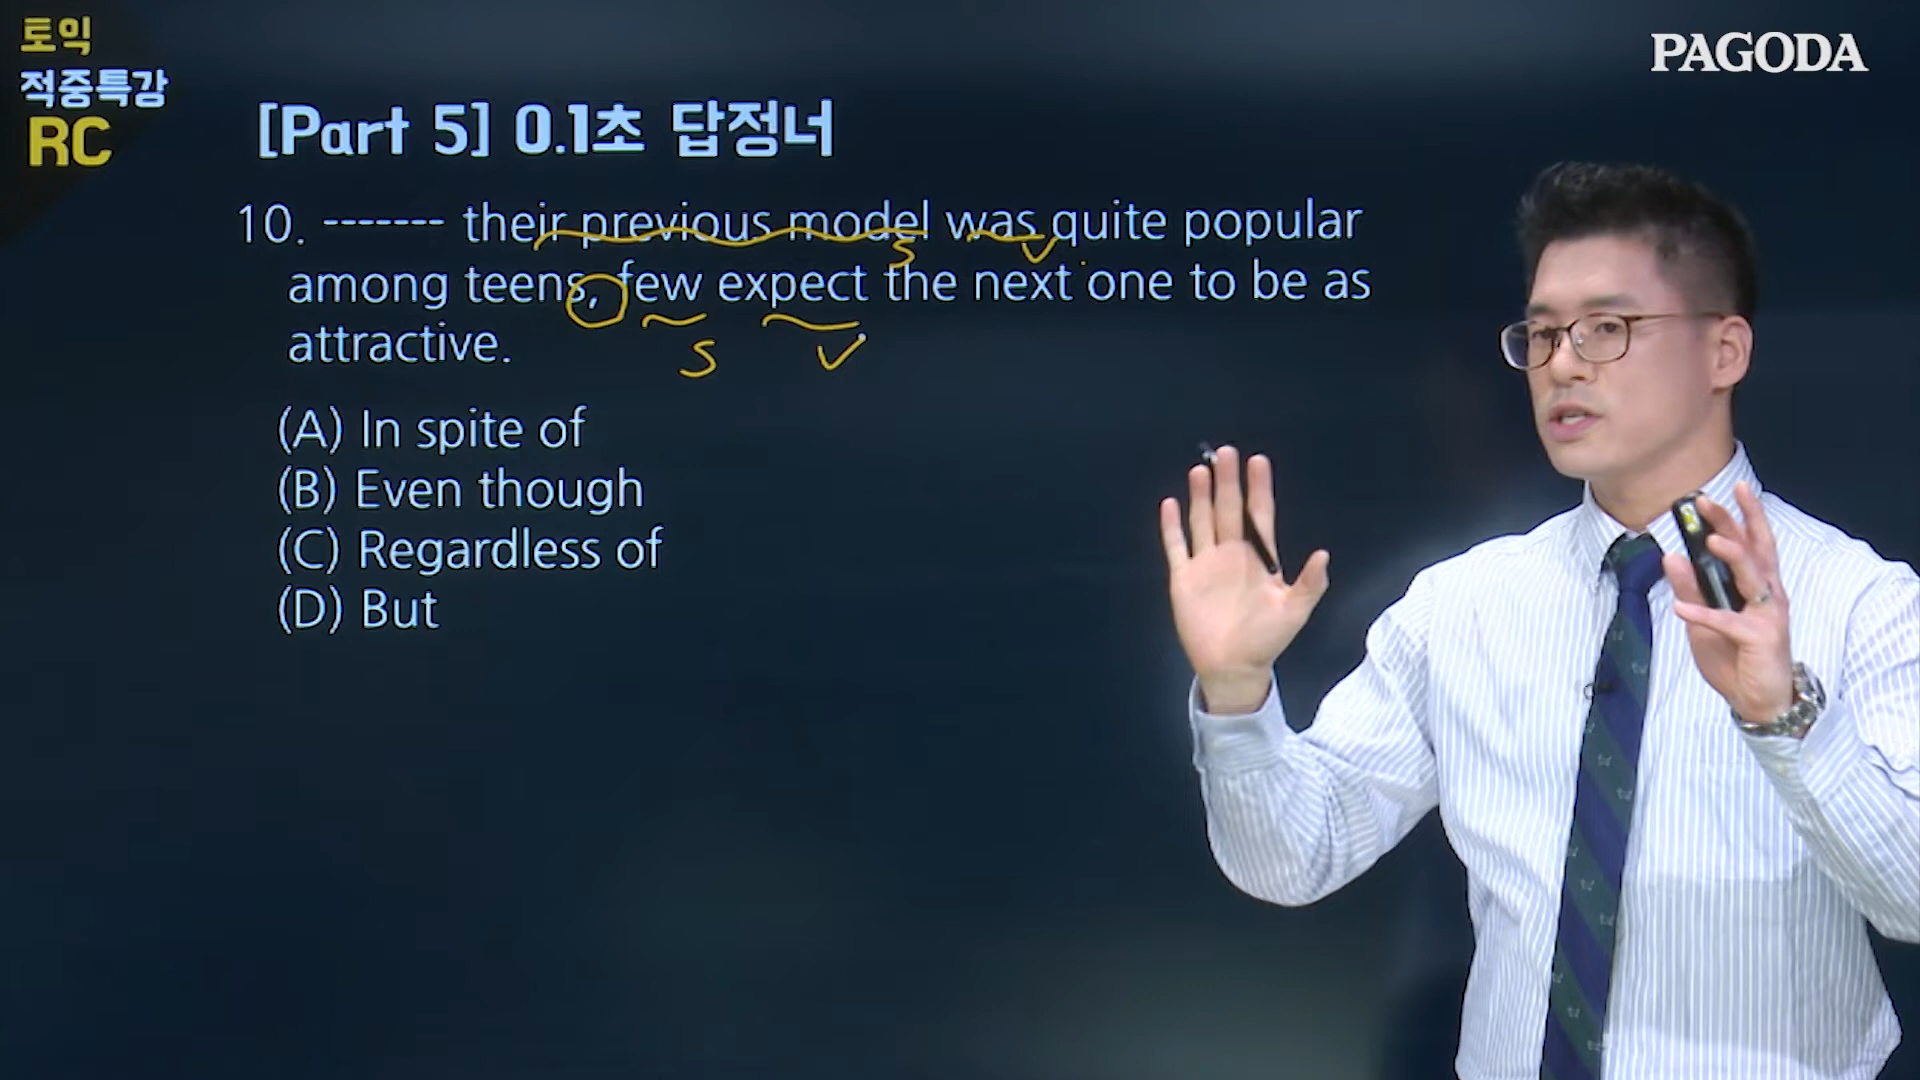 토익
적중특강
RC
PAGODA
[Part 5] 0.1초 답정너
10. ------- their previous model was quite popular
among teens, few expect the next one to be as
attractive.
S V
S V
(A) In spite of
(B) Even though
(C) Regardless of
(D) But